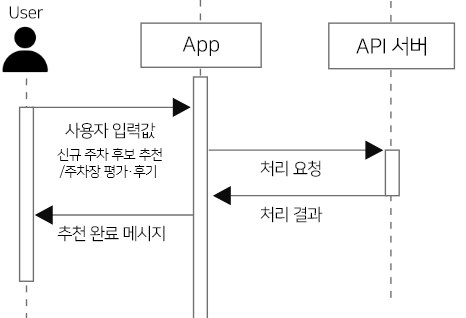 User
App
API 서버
사용자 입력값
신규 주차 후보 추천
/주차장 평가·후기
처리 요청
처리 결과
추천 완료 메시지